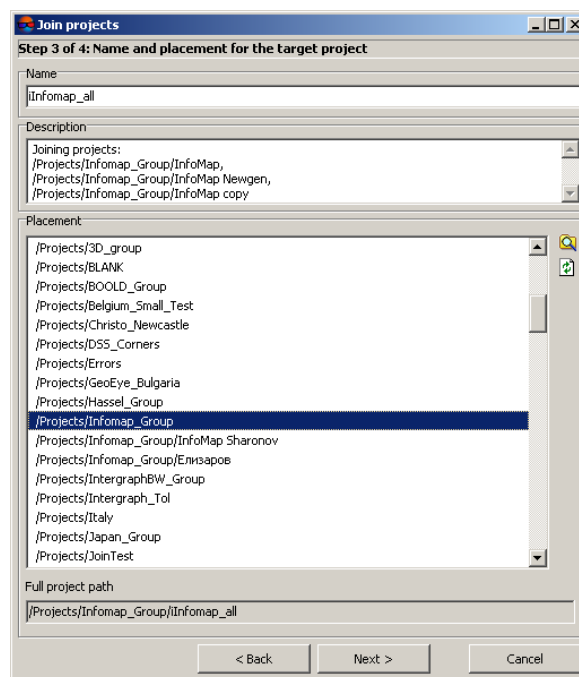 Join projects
Step 3 of 4: Name and placement for the target project
Name
iInfomap_all
Description
Joining projects:
/Projects/Infomap_Group/InfoMap,
/Projects/Infomap_Group/InfoMap Newgen,
/Projects/Infomap_Group/InfoMap copy
Placement
/Projects/3D_group
/Projects/BLANK
/Projects/BOOLD_Group
/Projects/Belgium_Small_Test
/Projects/Christo_Newcastle
/Projects/DSS_Corners
/Projects/Errors
/Projects/GeoEye_Bulgaria
/Projects/Hassel_Group
/Projects/Infomap_Group
/Projects/Infomap_Group/InfoMap Sharonov
/Projects/Infomap_Group/Елизаров
/Projects/IntergraphBW_Group
/Projects/Intergraph_Tol
/Projects/Italy
/Projects/Japan_Group
/Projects/JoinTest
Full project path
/Projects/Infomap_Group/iInfomap_all
< Back Next > Cancel